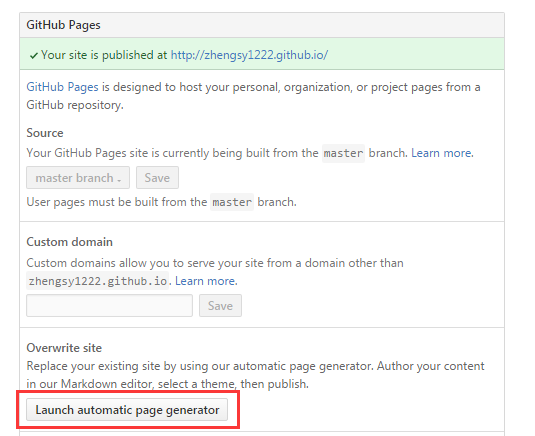 GitHub Pages
✓ Your site is published at http://zhengsy1222.github.io/
GitHub Pages is designed to host your personal, organization, or project pages from a
GitHub repository.
Source
Your GitHub Pages site is currently being built from the master branch. Learn more.
master branch Save
User pages must be built from the master branch.
Custom domain
Custom domains allow you to serve your site from a domain other than
zhengsy1222.github.io. Learn more.
Save
Overwrite site
Replace your existing site by using our automatic page generator. Author your content
in our Markdown editor, select a theme, then publish.
Launch automatic page generator